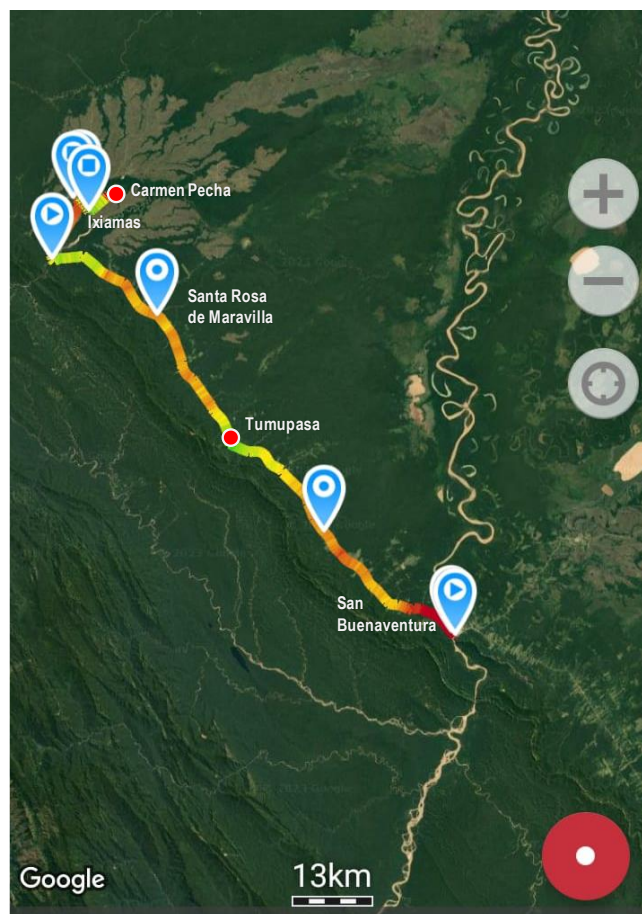 Carmen Pecha
Ixiamas
Santa Rosa
de Maravilla
Tumupasa
San
Buenaventura
13km
Google